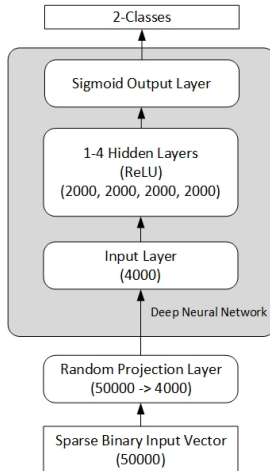 2-Classes
Sigmoid Output Layer
1-4 Hidden Layers
(ReLU)
(2000, 2000, 2000, 2000)
Input Layer
(4000)
Deep Neural Network
Random Projection Layer
(50000 -> 4000)
Sparse Binary Input Vector
(50000)